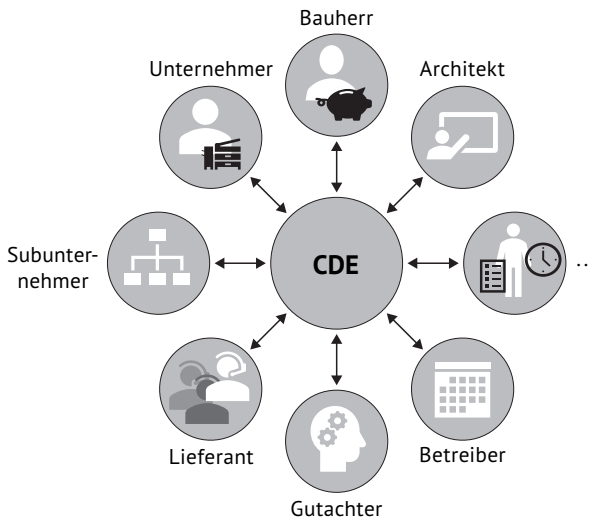 Bauherr
Unternehmer
Architekt
Subunter-
nehmer
CDE
..
Lieferant
Betreiber
Gutachter